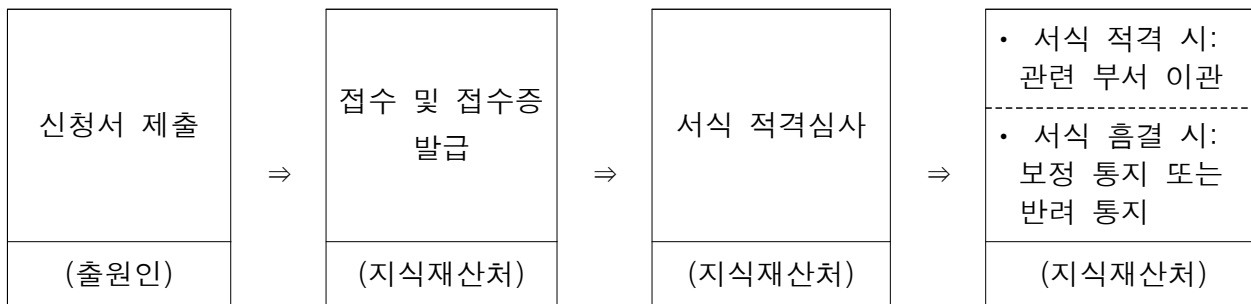 신청서 제출
(출원인)
⇒
접수 및 접수증
발급
(지식재산처)
⇒
서식 적격심사
(지식재산처)
⇒
• 서식 적격 시:
관련 부서 이관
• 서식 흠결 시:
보정 통지 또는
반려 통지
(지식재산처)